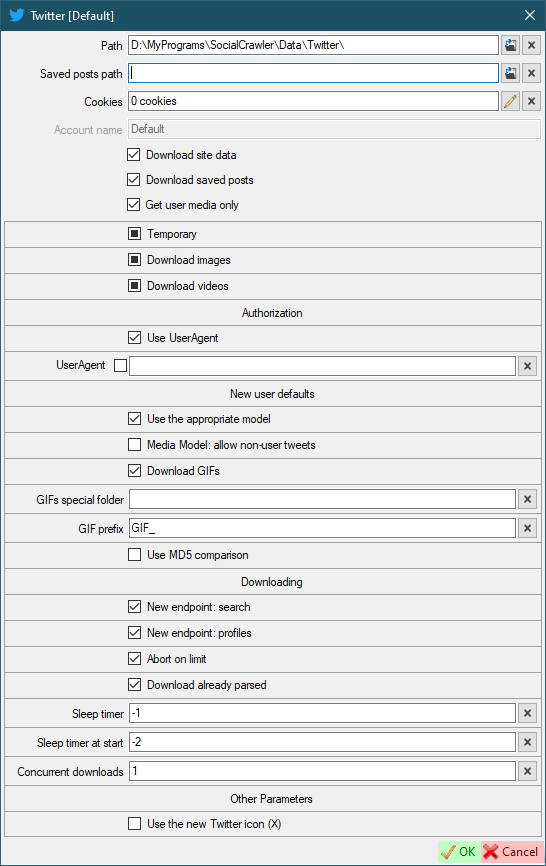 Twitter [Default]
Path D:\MyPrograms\SocialCrawler\Data\Twitter\
Saved posts path
Cookies 0 cookies
Account name Default
Download site data
Download saved posts
Get user media only
Temporary
Download images
Download videos
Authorization
Use UserAgent
UserAgent
New user defaults
Use the appropriate model
Media Model: allow non-user tweets
Download GIFs
GIFs special folder
GIF prefix GIF_
Use MD5 comparison
Downloading
New endpoint: search
New endpoint: profiles
Abort on limit
Download already parsed
Sleep timer -1
Sleep timer at start -2
Concurrent downloads 1
Other Parameters
Use the new Twitter icon (X)
OK Cancel